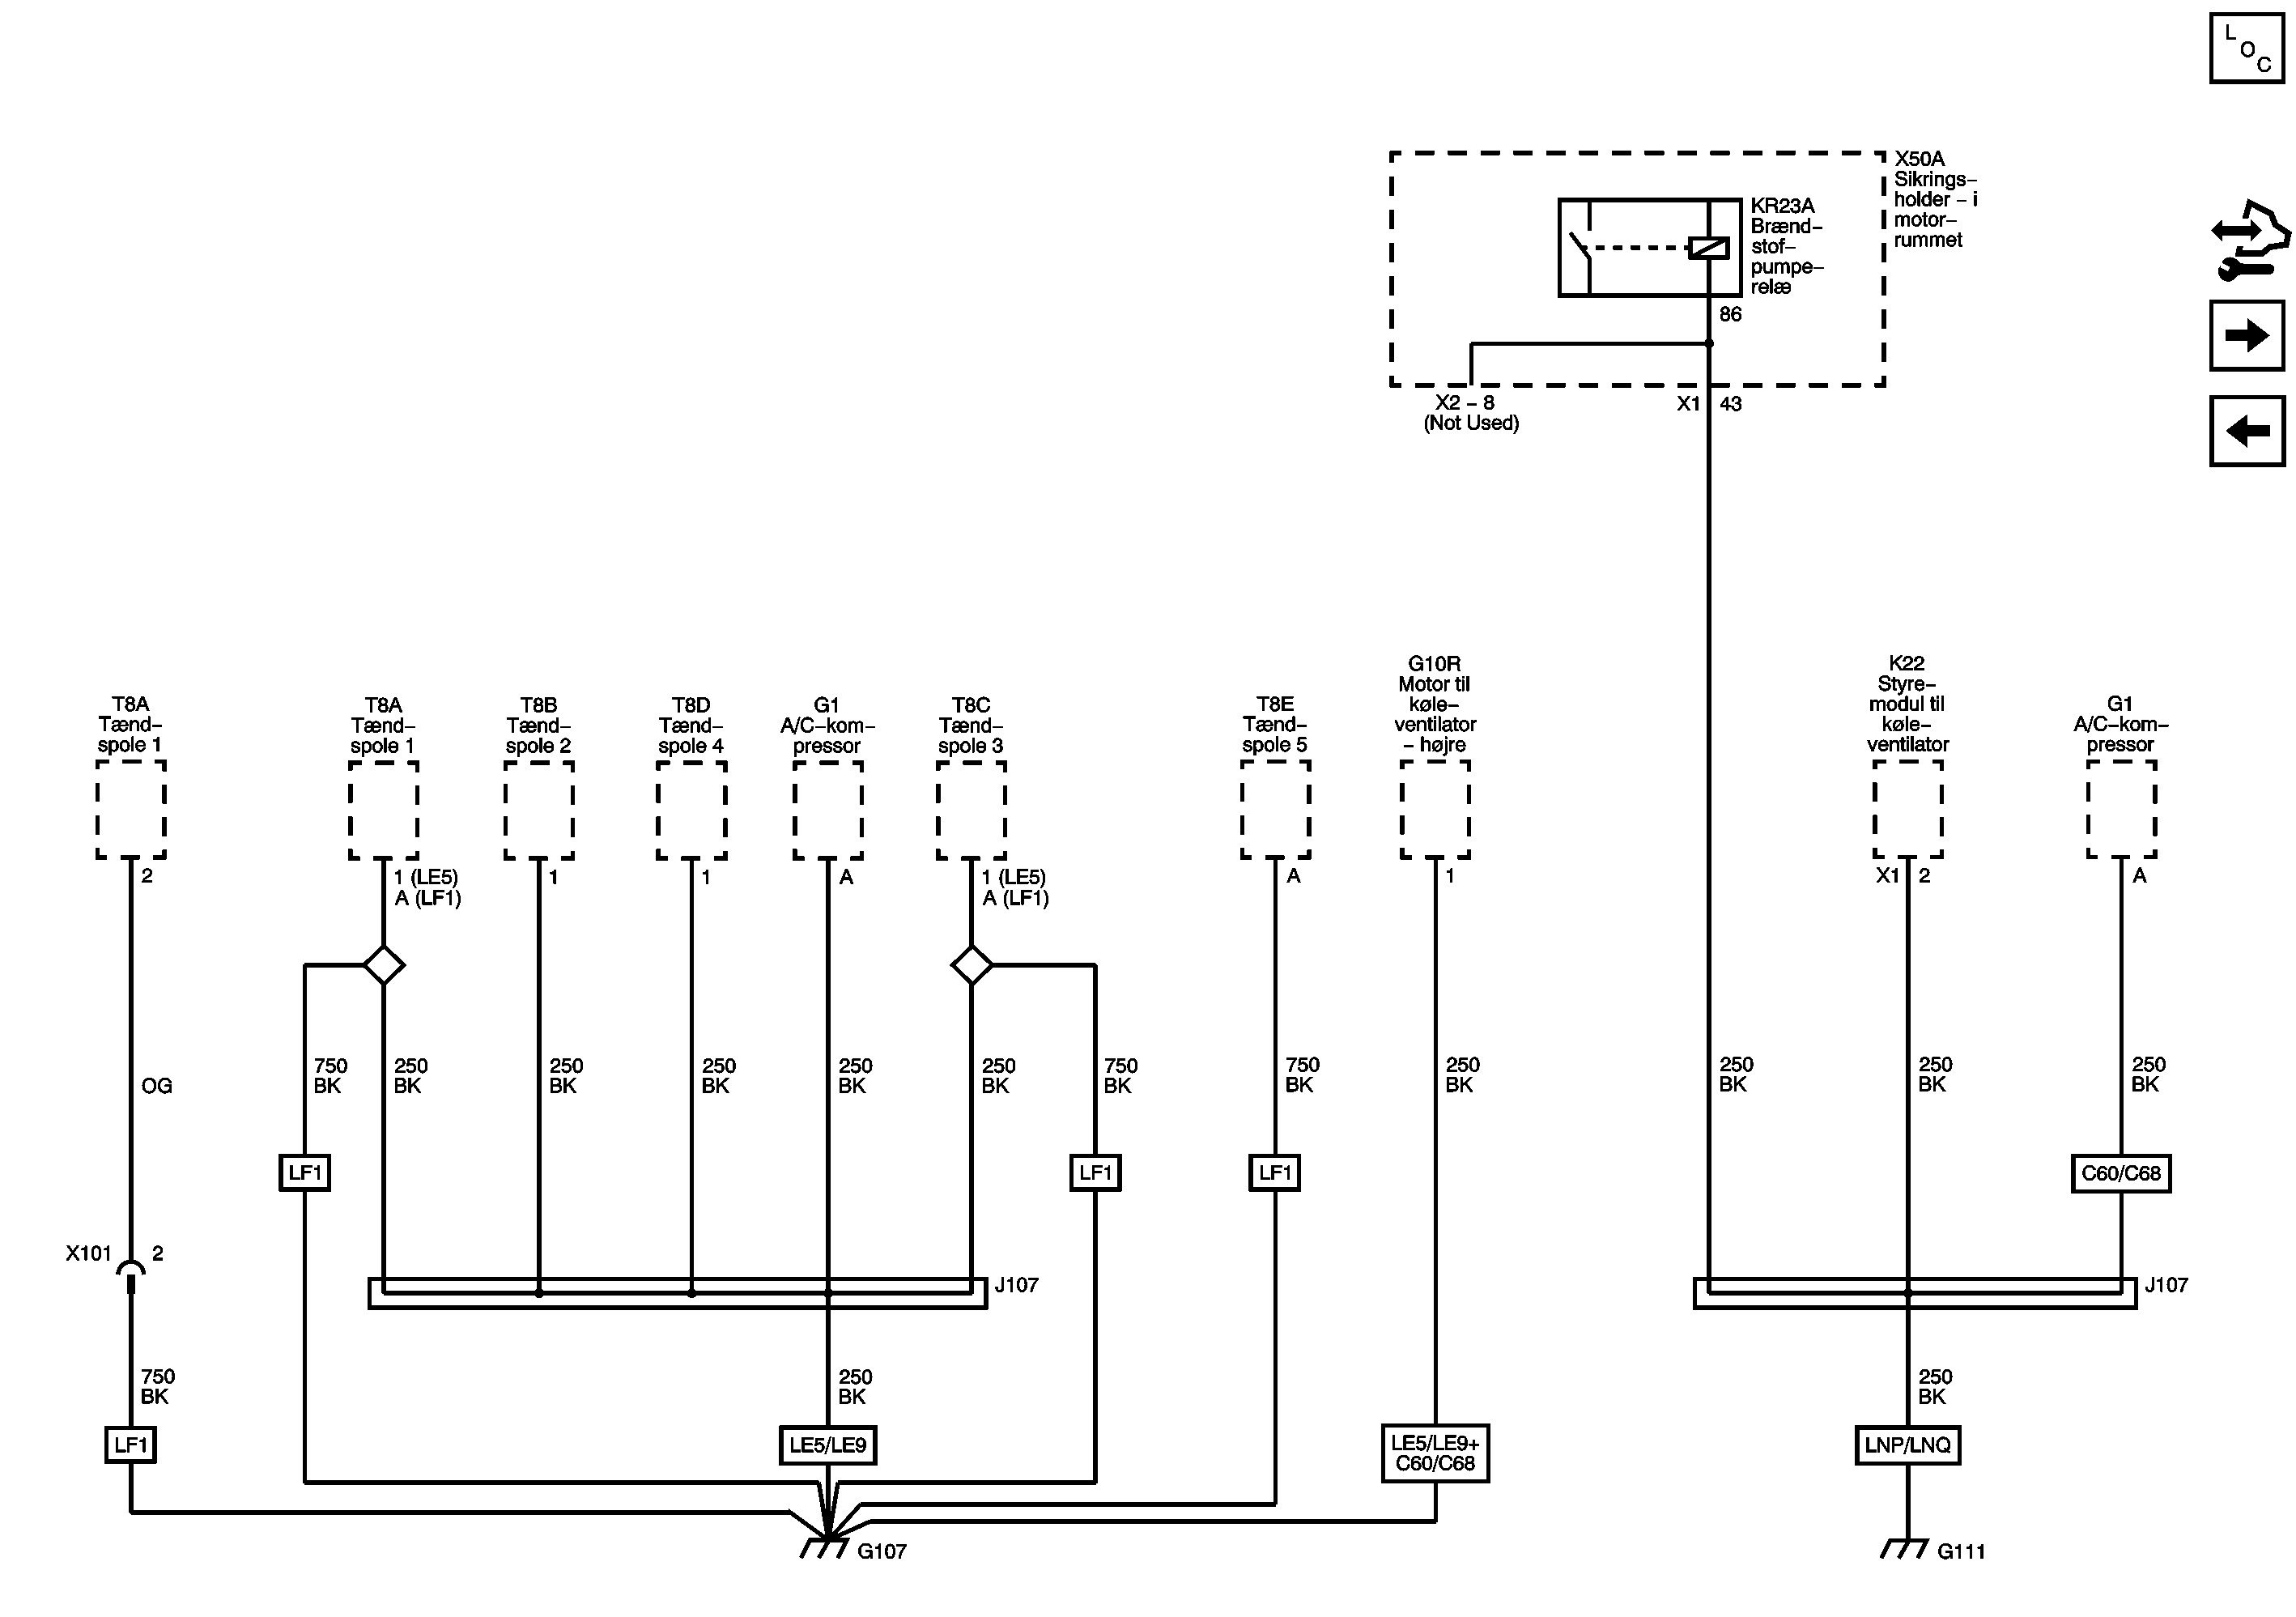 L
O
C
X50A
Sikrings–
holder – i
motor–
rummet
KR23A
Brænd–
stof–
pumpe–
relæ
86
X2 – 8
(Not Used)
X1 43
T8A
Tænd–
spole 1
2
T8A
Tænd–
spole 1
1 (LE5)
A (LF1)
T8B
Tænd–
spole 2
1
T8D
Tænd–
spole 4
1
G1
A/C–kom–
pressor
A
T8C
Tænd–
spole 3
1 (LE5)
A (LF1)
T8E
Tænd–
spole 5
A
G10R
Motor til
køle–
ventilator
– højre
1
K22
Styre–
modul til
køle–
ventilator
X1 2
G1
A/C–kom–
pressor
A
OG
750
BK
250
BK
250
BK
250
BK
250
BK
250
BK
750
BK
750
BK
250
BK
250
BK
250
BK
250
BK
LF1
LF1
LF1
C60/C68
X101 2
J107
J107
750
BK
250
BK
250
BK
LF1
LE5/LE9
LE5/LE9+
C60/C68
LNP/LNQ
G107
G111